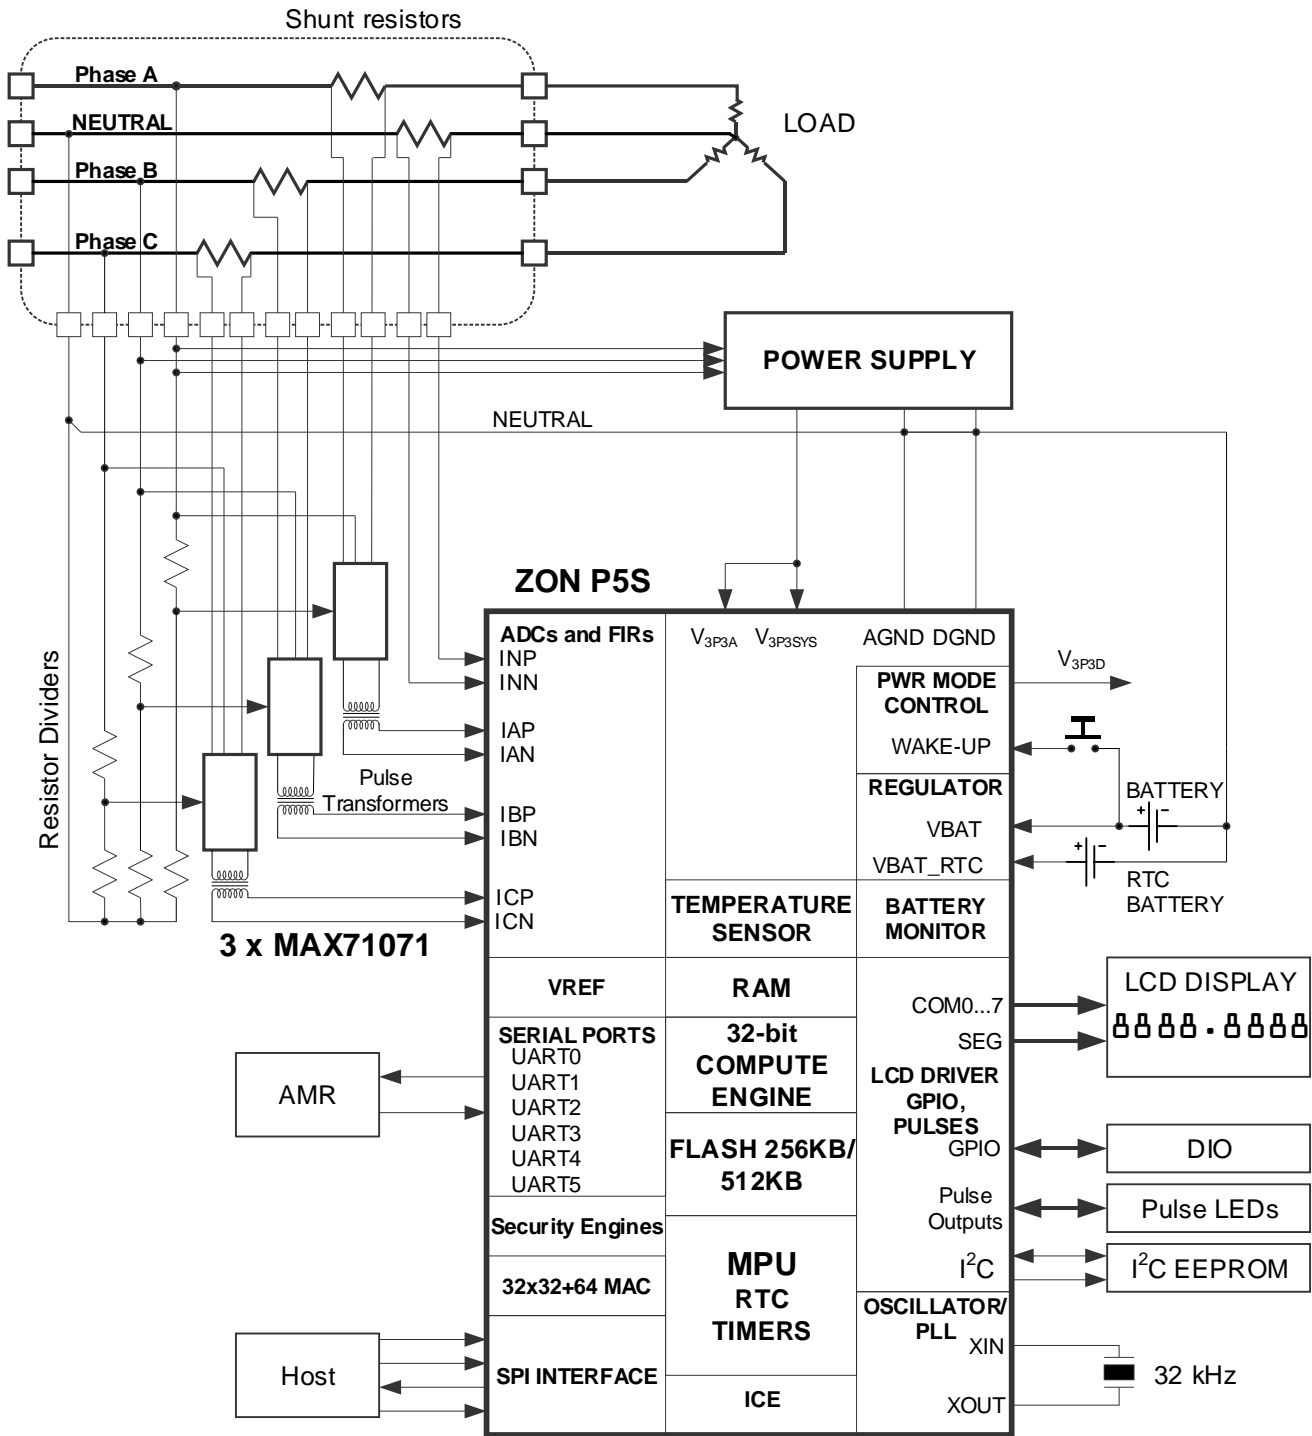 Shunt resistors
Phase A
NEUTRAL
LOAD
Phase B
Phase C
POWER SUPPLY
NEUTRAL
ZON P5S
Resistor Dividers
ADCs and FIRs
INP
INN
IAP
IAN
IBP
IBN
ICP
ICN
Pulse
Transformers
3 x MAX71071
V3P3A
V3P3SYS
AGND DGND
PWR MODE
CONTROL
WAKE-UP
V3P3D
REGULATOR
VBAT
VBAT_RTC
BATTERY
+ -
+ -
RTC
BATTERY
TEMPERATURE
SENSOR
BATTERY
MONITOR
VREF
RAM
COM0...7
SEG
LCD DISPLAY
8888.8888
SERIAL PORTS
UART0
UART1
UART2
UART3
UART4
UART5
AMR
32-bit
COMPUTE
ENGINE
LCD DRIVER
GPIO,
PULSES
GPIO
DIO
FLASH 256KB/
512KB
Pulse
Outputs
Pulse LEDs
Security Engines
I²C
I²C EEPROM
32x32+64 MAC
MPU
RTC
TIMERS
OSCILLATOR/
PLL
XIN
XOUT
32 kHz
Host
SPI INTERFACE
ICE